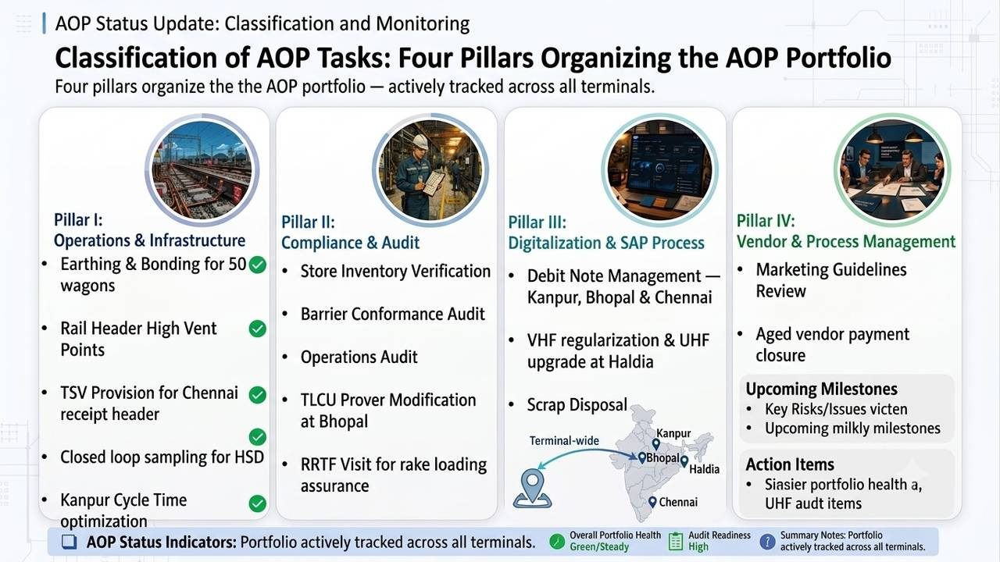 AOP Status Update: Classification and Monitoring
Classification of AOP Tasks: Four Pillars Organizing the AOP Portfolio
Four pillars organize the the AOP portfolio — actively tracked across all terminals.
Pillar I:
Operations & Infrastructure
• Earthing & Bonding for 50
wagons
• Rail Header High Vent
Points
• TSV Provision for Chennai
receipt header
• Closed loop sampling for HSD
• Kanpur Cycle Time
optimization
Pillar II:
Compliance & Audit
• Store Inventory Verification
• Barrier Conformance Audit
• Operations Audit
• TLCU Prover Modification
at Bhopal
• RRTF Visit for rake loading
assurance
Pillar III:
Digitalization & SAP Process
• Debit Note Management —
Kanpur, Bhopal & Chennai
• VHF regularization & UHF
upgrade at Haldia
• Scrap Disposal
Terminal-wide
Kanpur
Bhopal
Haldia
Chennai
Pillar IV:
Vendor & Process Management
• Marketing Guidelines
Review
• Aged vendor payment
closure
Upcoming Milestones
• Key Risks/Issues victen
• Upcoming milkly milestones
Action Items
• Sinsier portfolio health a,
UHF audt items
AOP Status Indicators: Portfolio actively tracked across all terminals.
Overall Portfolio Health
Green/Steady
Audit Readiness
High
Summary Notes: Portfolio
actively tracked across all terminals.